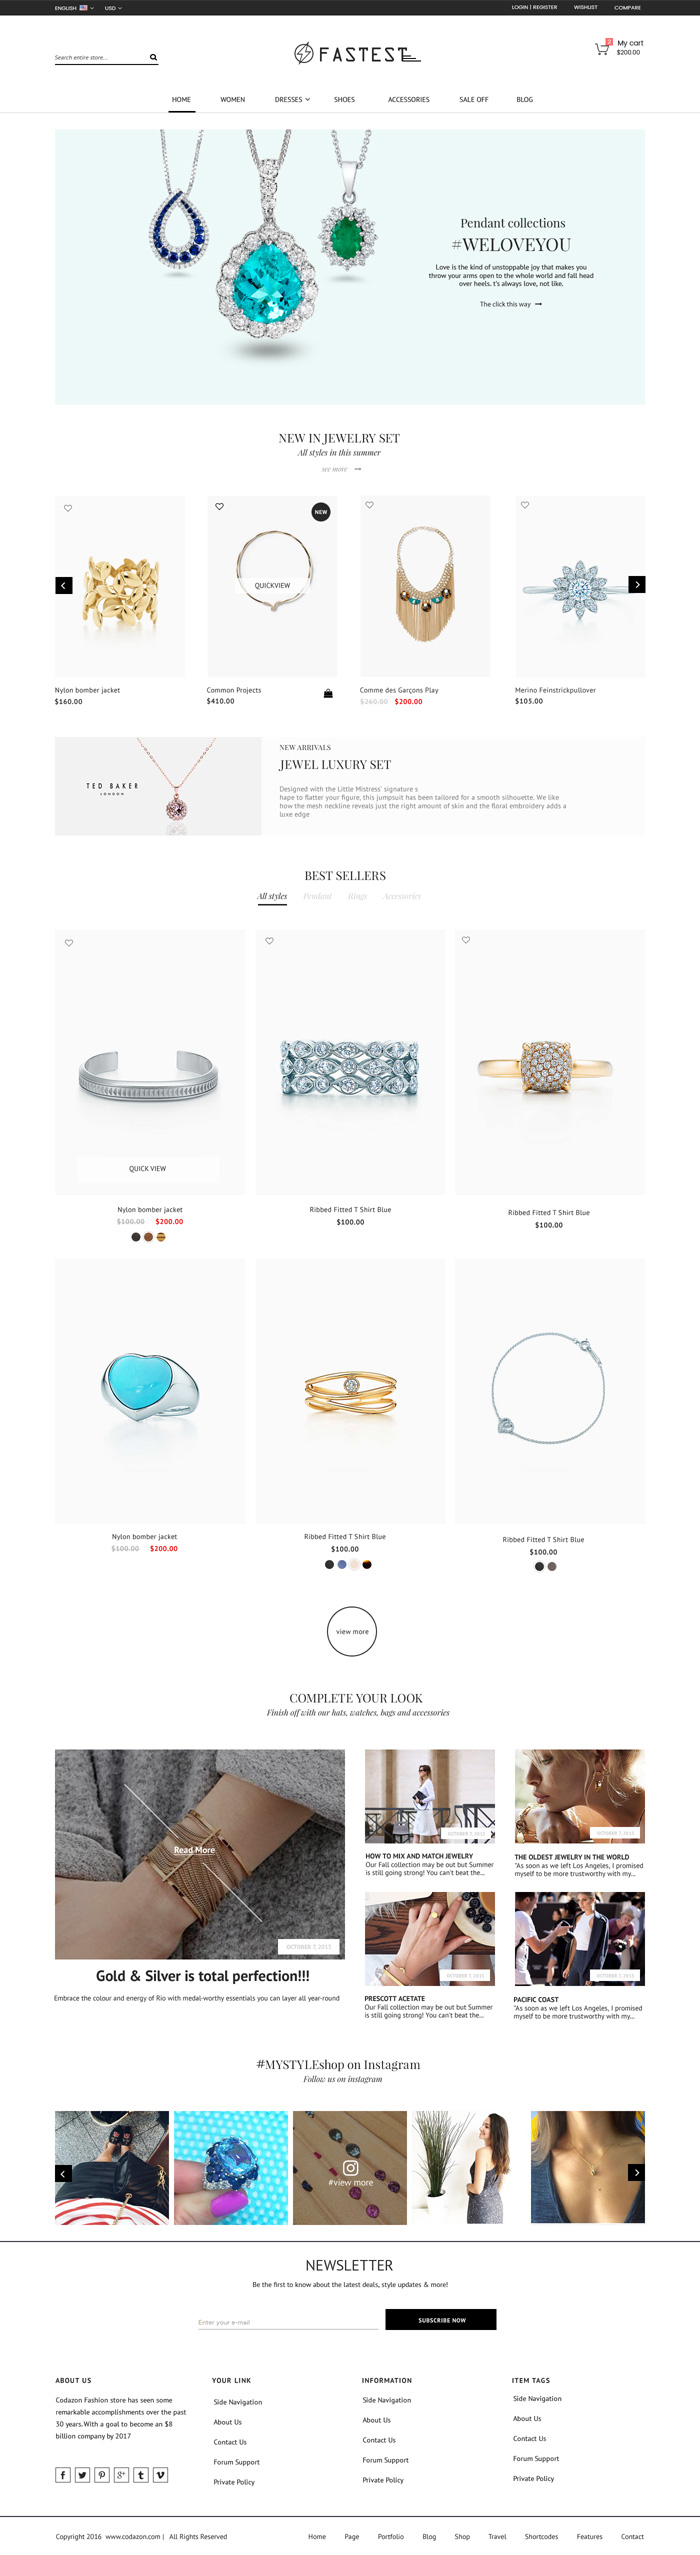 ENGLISH USD LOGIN | REGISTER WISHLIST COMPARE
Search entire store...
FASTEST
2
My cart
$200.00
HOME WOMEN DRESSES SHOES ACCESSORIES SALE OFF BLOG
Pendant collections
#WELOVEYOU
Love is the kind of unstoppable joy that makes you
throw your arms open to the whole world and fall head
over heels. t's always love, not like.
The click this way
NEW IN JEWELRY SET
All styles in this summer
see more
NEW
QUICKVIEW
Nylon bomber jacket
$160.00
Common Projects
$410.00
Comme des Garçons Play
$260.00 $200.00
Merino Feinstrickpullover
$105.00
TED BAKER
LONDON
NEW ARRIVALS
JEWEL LUXURY SET
Designed with the Little Mistress' signature s
hape to flatter your figure, this jumpsuit has been tailored for a smooth silhouette. We like
how the mesh neckline reveals just the right amount of skin and the floral embroidery adds a
luxe edge
BEST SELLERS
All styles Pendant Rings Accessories
QUICK VIEW
Nylon bomber jacket
$100.00 $200.00
Ribbed Fitted T Shirt Blue
$100.00
Ribbed Fitted T Shirt Blue
$100.00
Nylon bomber jacket
$100.00 $200.00
Ribbed Fitted T Shirt Blue
$100.00
Ribbed Fitted T Shirt Blue
$100.00
view more
COMPLETE YOUR LOOK
Finish off with our hats, watches, bags and accessories
Read More
OCTOBER 7, 2015
Gold & Silver is total perfection!!!
Embrace the colour and energy of Rio with medal-worthy essentials you can layer all year-round
OCTOBER 7, 2015
HOW TO MIX AND MATCH JEWELRY
Our Fall collection may be out but Summer
is still going strong! You can't beat the...
OCTOBER 7, 2015
THE OLDEST JEWELRY IN THE WORLD
"As soon as we left Los Angeles, I promised
myself to be more trustworthy with my...
OCTOBER 7, 2015
PRESCOTT ACETATE
Our Fall collection may be out but Summer
is still going strong! You can't beat the...
OCTOBER 7, 2015
PACIFIC COAST
"As soon as we left Los Angeles, I promised
myself to be more trustworthy with my...
#MYSTYLEshop on Instagram
Follow us on instagram
#view more
NEWSLETTER
Be the first to know about the latest deals, style updates & more!
Enter your e-mail
SUBSCRIBE NOW
ABOUT US
Codazon Fashion store has seen some
remarkable accomplishments over the past
30 years. With a goal to become an $8
billion company by 2017
YOUR LINK
Side Navigation
About Us
Contact Us
Forum Support
Private Policy
INFORMATION
Side Navigation
About Us
Contact Us
Forum Support
Private Policy
ITEM TAGS
Side Navigation
About Us
Contact Us
Forum Support
Private Policy
Copyright 2016 www.codazon.com | All Rights Reserved
Home Page Portfolio Blog Shop Travel Shortcodes Features Contact